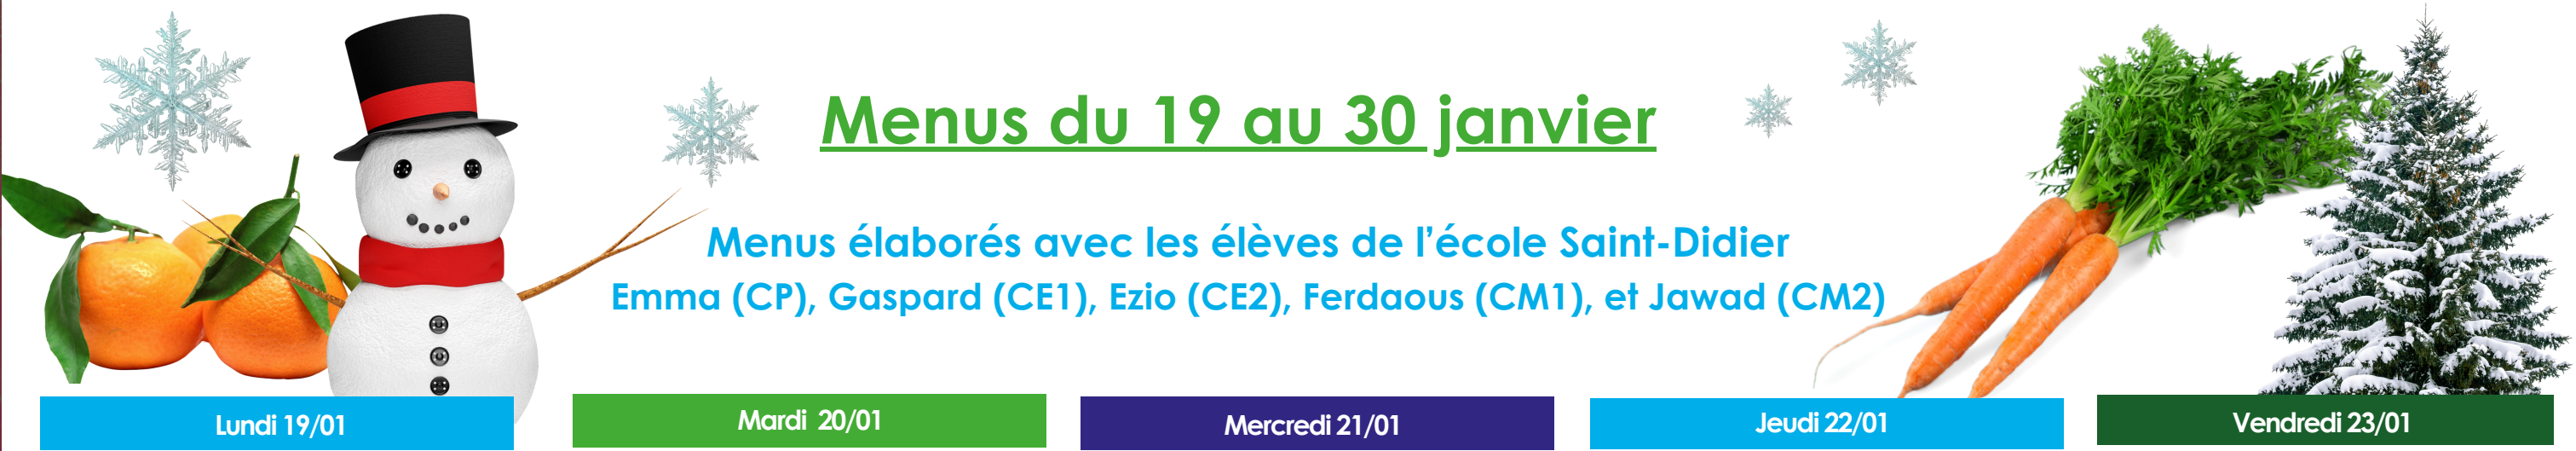 Menus du 19 au 30 janvier
Menus élaborés avec les élèves de l’école Saint-Didier
Emma (CP), Gaspard (CE1), Ezio (CE2), Ferdaous (CM1), et Jawad (CM2)
Lundi 19/01
Mardi 20/01
Mercredi 21/01
Jeudi 22/01
Vendredi 23/01